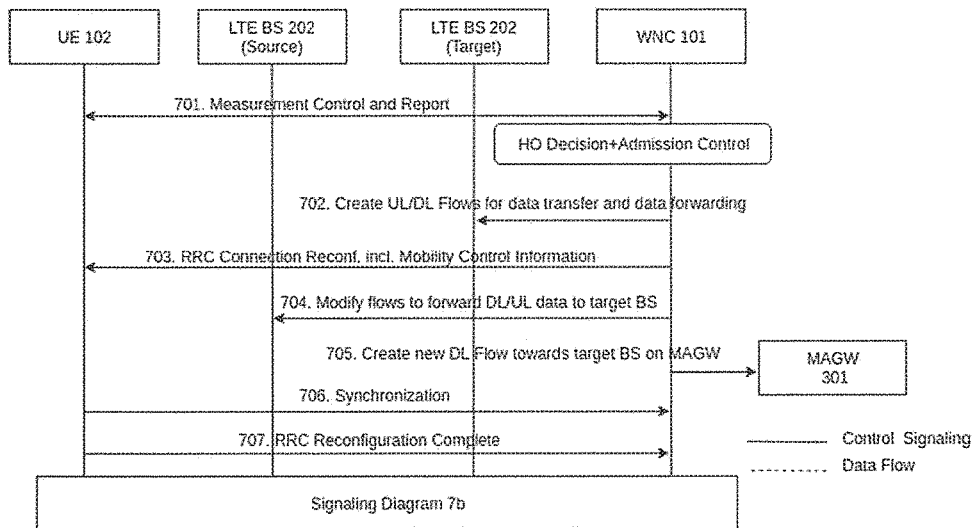 UE 102
LTE BS 202
(Source)
LTE BS 202
(Target)
WNC 101
701. Measurement Control and Report
HO Decision+Admission Control
702. Create UL/DL Flows for data transfer and data forwarding
703. RRC Connection Reconf. incl. Mobility Control Information
704. Modify flows to forward DL/UL data to target BS
705. Create new DL Flow towards target BS on MAGW
MAGW
301
706. Synchronization
707. RRC Reconfiguration Complete
Control Signaling
Data Flow
Signaling Diagram 7b